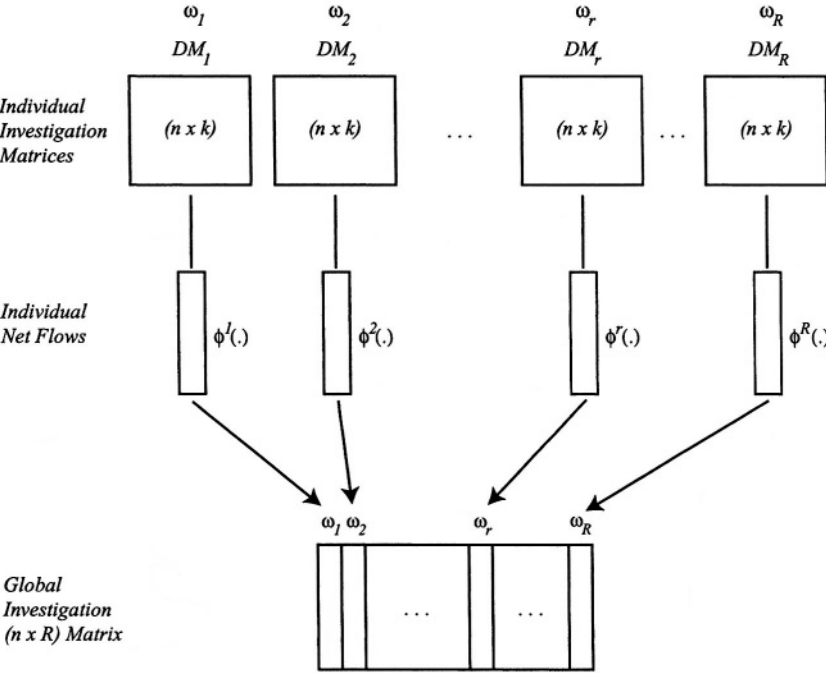 ω1 ω2 ωr ωR
DM1 DM2 DMr DMR
Individual
Investigation
Matrices
(n x k) (n x k) . . . (n x k) . . . (n x k)
Individual
Net Flows
ϕ1(.) ϕ2(.) ϕr(.) ϕR(.)
ω1 ω2 ωr ωR
Global
Investigation
(n x R) Matrix
. . . . . .